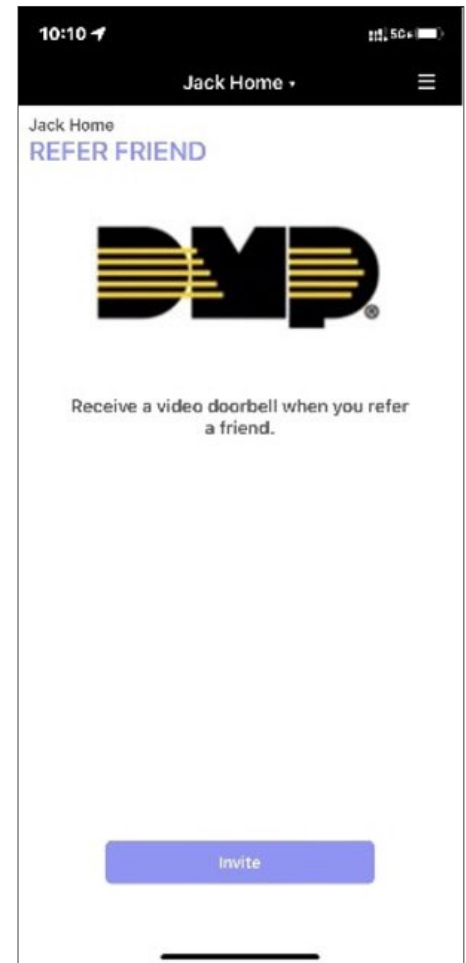 10:10
5G
Jack Home
Jack Home
REFER FRIEND
DMP®
Receive a video doorbell when you refer
a friend.
Invite